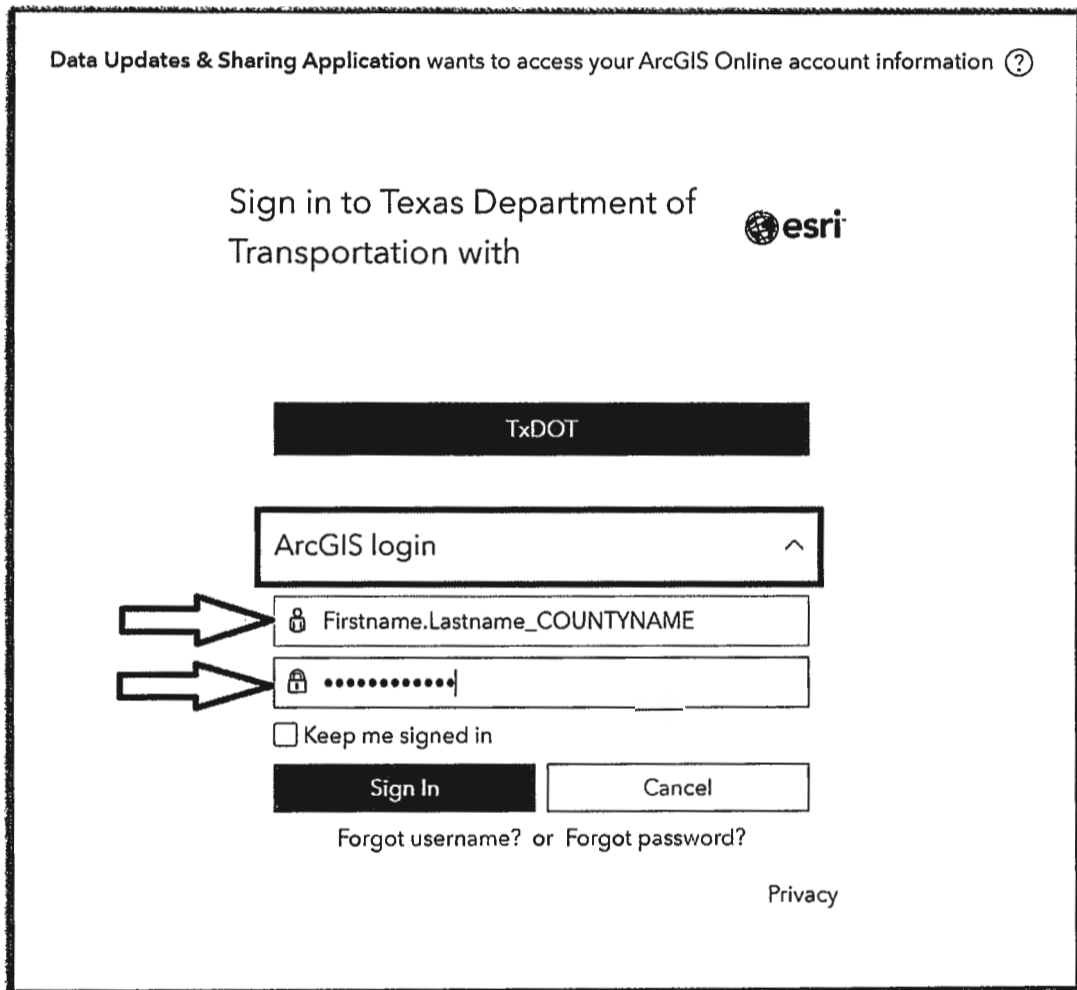 Data Updates & Sharing Application wants to access your ArcGIS Online account information ?
Sign in to Texas Department of
Transportation with
esri
TxDOT
ArcGIS login
Firstname.Lastname_COUNTYNAME
••••••••••••
Keep me signed in
Sign In
Cancel
Forgot username? or Forgot password?
Privacy